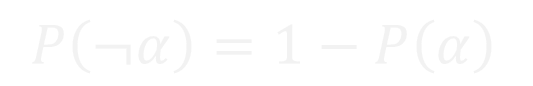 P(¬α) = 1 − P(α)